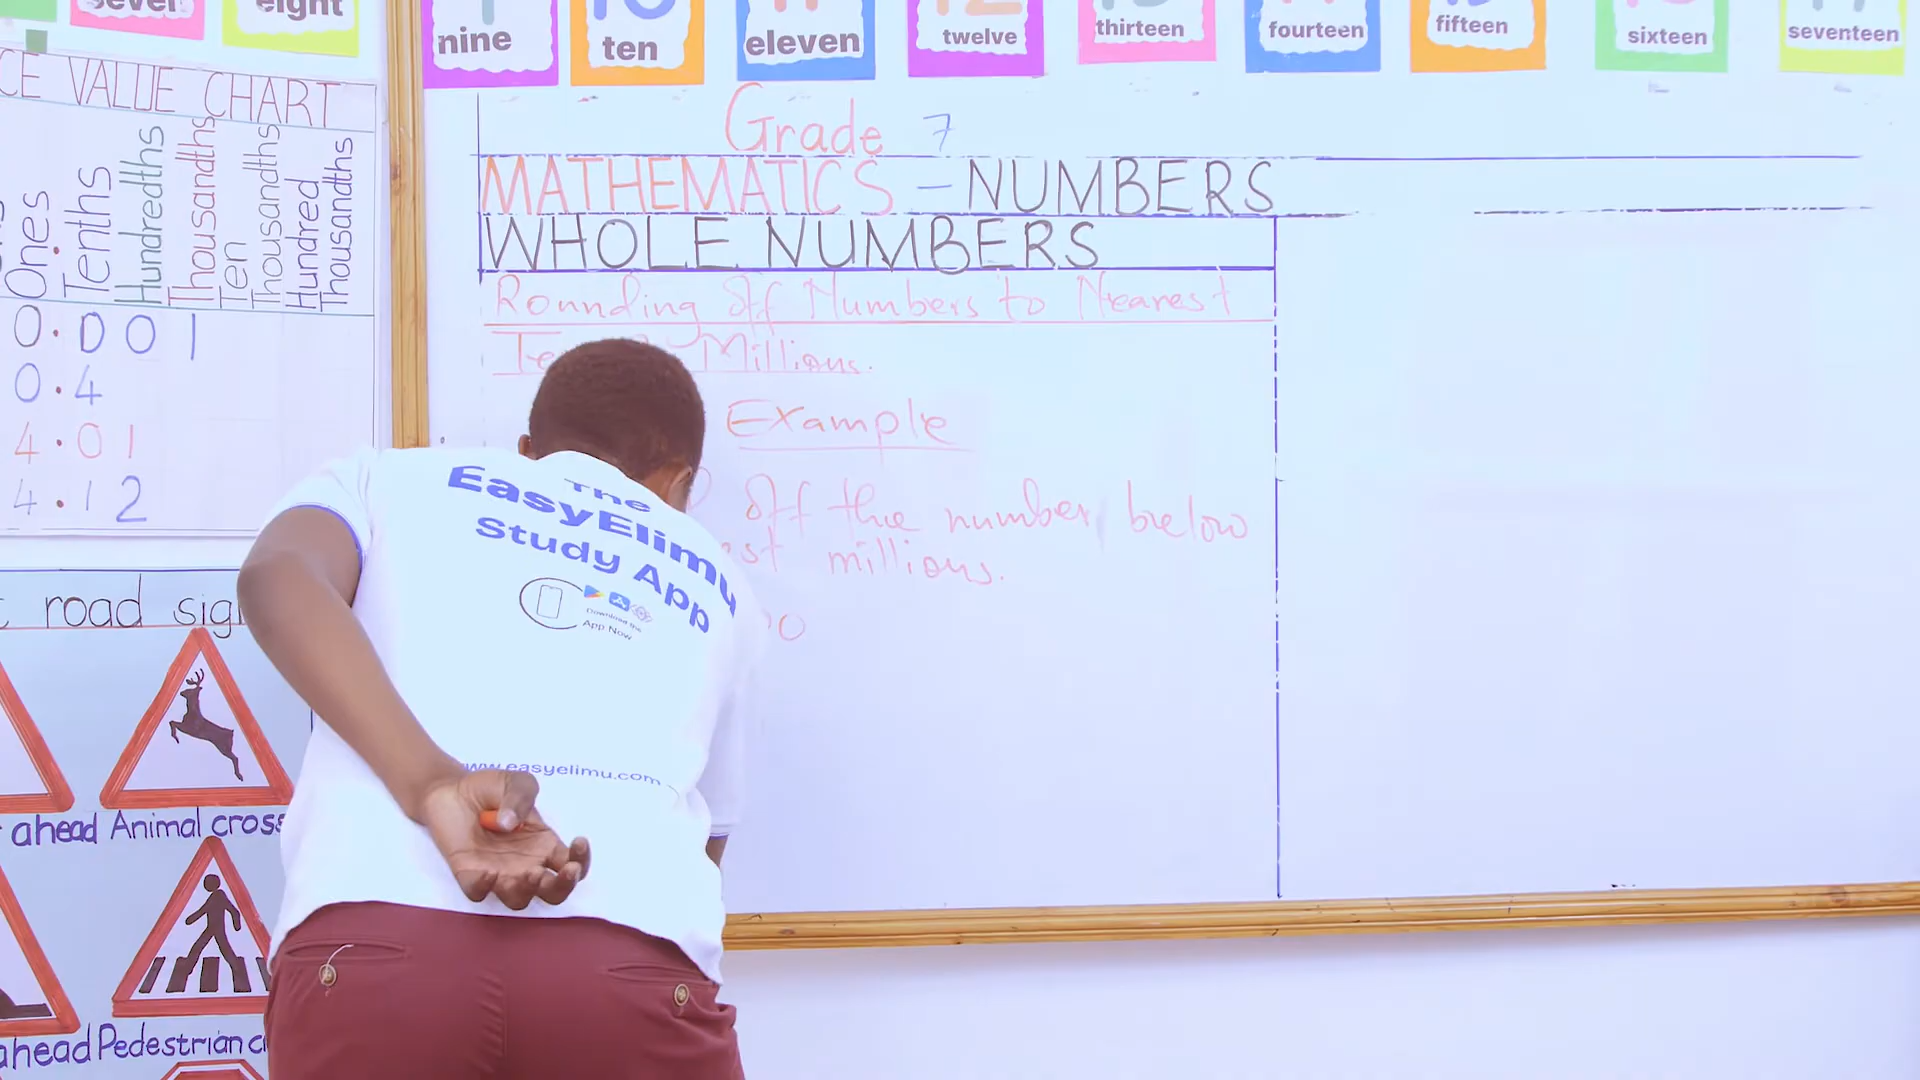 seven
eight
nine
ten
eleven
twelve
thirteen
fourteen
fifteen
sixteen
seventeen
VALUE CHART
Ones
Tenths
Hundredths
Thousandths
Ten Thousandths
Hundred Thousandths
0.001
0.4
4.01
4.12
road
ahead
Animal
ahead
Pedestrian
Grade 7
MATHEMATICS - NUMBERS
WHOLE NUMBERS
Rounding off Numbers to Nearest
Millions.
Example
off the number below
millions.
The
EasyElimu
Study App
Download the
App Now
www.easyelimu.com